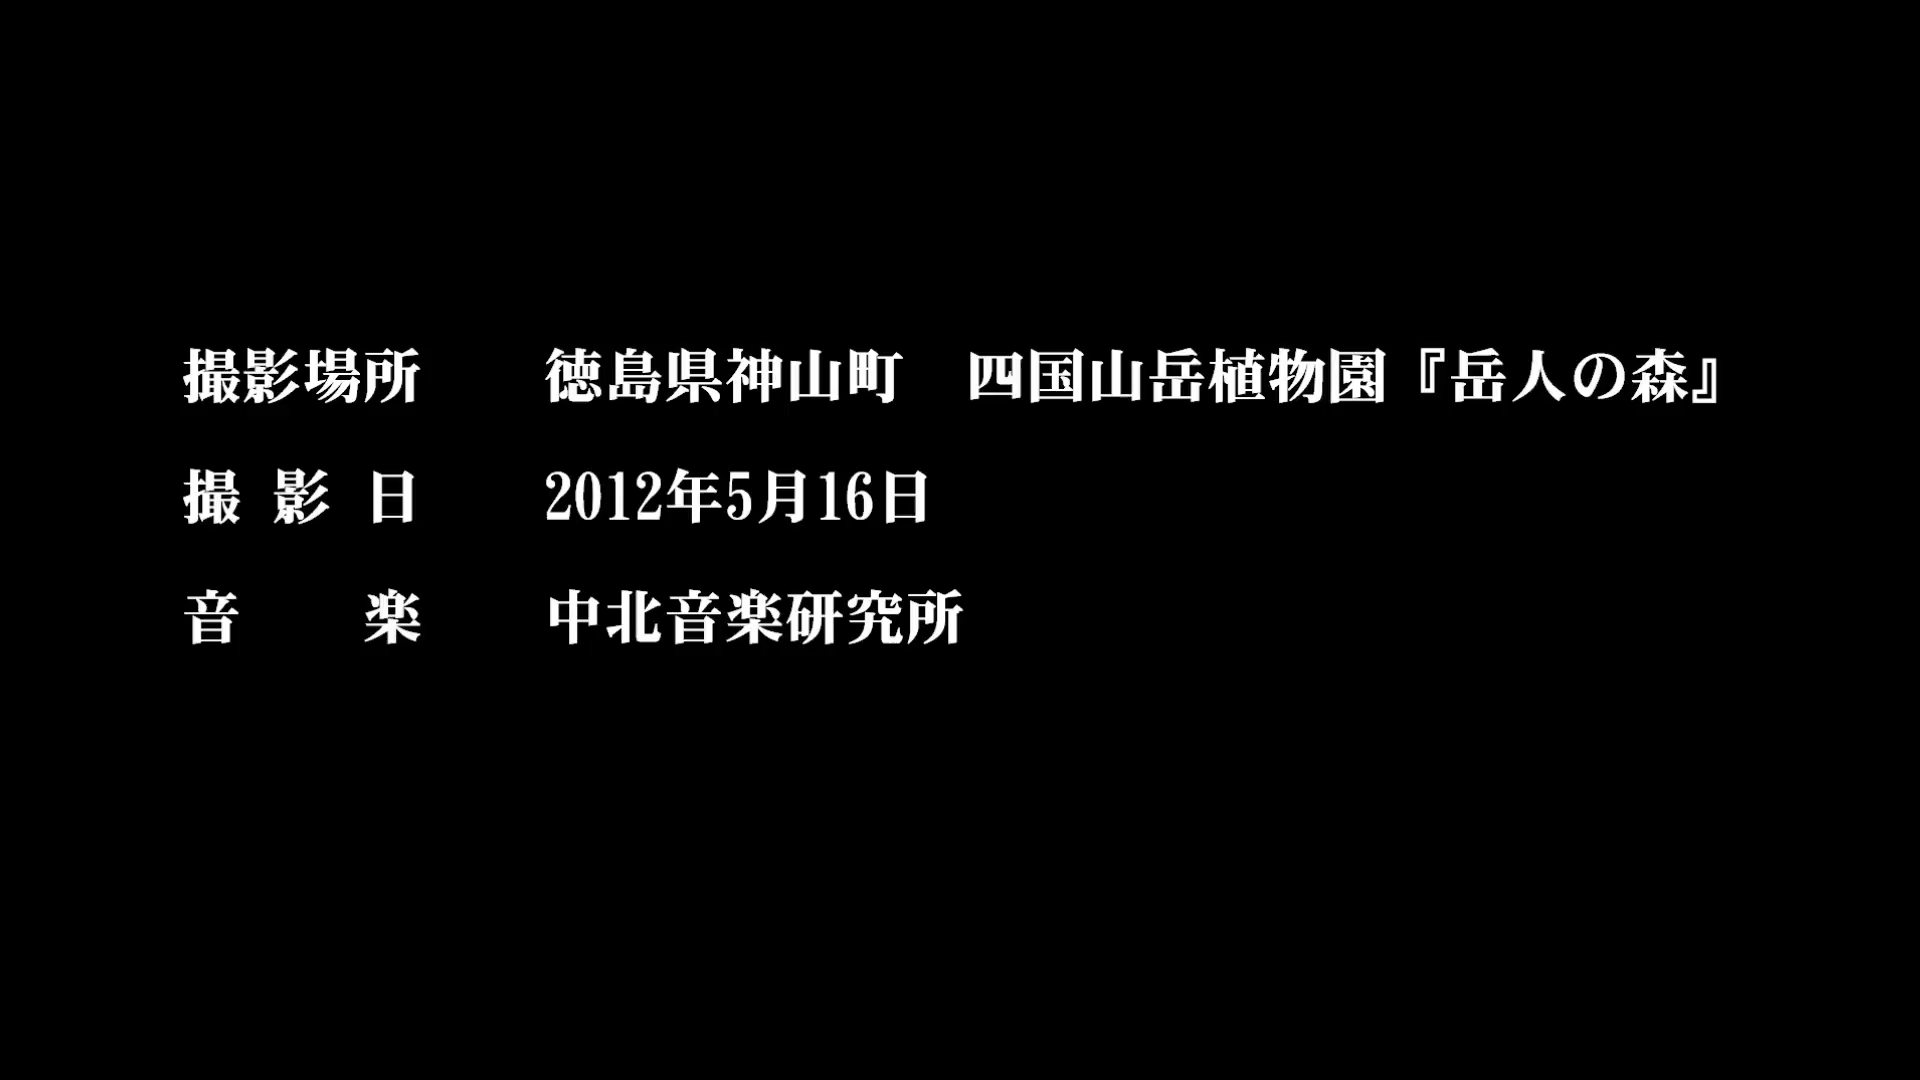 撮影場所　　徳島県神山町　四国山岳植物園『岳人の森』
撮 影 日　　2012年5月16日
音　　楽　　中北音楽研究所